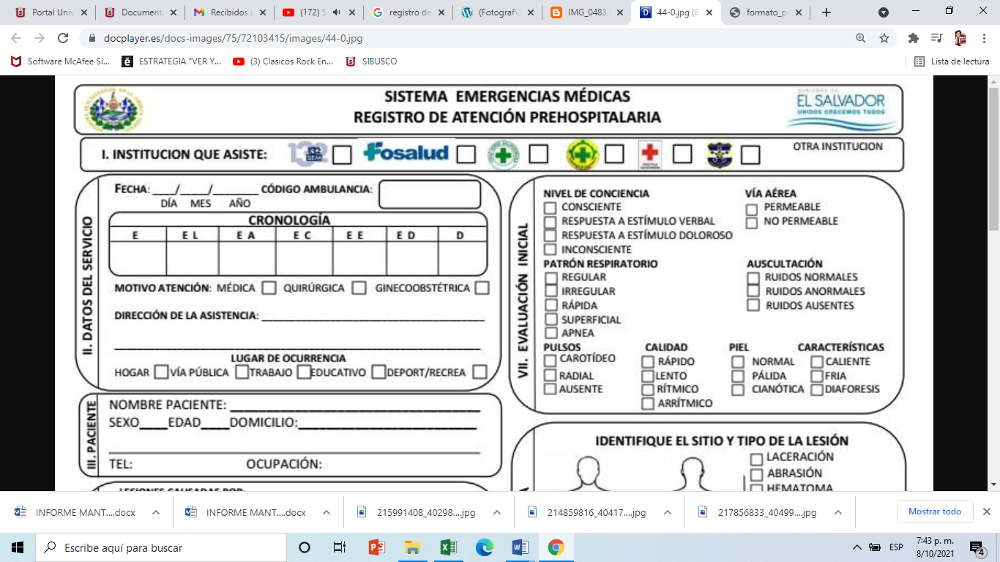 Portal Univ
Document
Recibidos (
(172) S
registro de
(Fotograf\3
IMG_0483.
44-0.jpg (8
formato_pr
docplayer.es/docs-images/75/72103415/images/44-0.jpg
Software McAfee Si...
ESTRATEGIA "VER Y...
(3) Clasicos Rock En...
SIBUSCO
Lista de lectura
SISTEMA EMERGENCIAS MÉDICAS
REGISTRO DE ATENCIÓN PREHOSPITALARIA
GOBIERNO DE
EL SALVADOR
UNIDOS CRECEMOS TODOS
I. INSTITUCION QUE ASISTE:
132
SEM
fosalud
OTRA INSTITUCION
II. DATOS DEL SERVICIO
FECHA: ____/_____/________ CÓDIGO AMBULANCIA:
DÍA MES AÑO
CRONOLOGÍA
E E L E A E C E E E D D
MOTIVO ATENCIÓN: MÉDICA QUIRÚRGICA GINECOOBSTÉTRICA
DIRECCIÓN DE LA ASISTENCIA:
LUGAR DE OCURRENCIA
HOGAR VÍA PÚBLICA TRABAJO EDUCATIVO DEPORT/RECREA
III. PACIENTE
NOMBRE PACIENTE:
SEXO____EDAD____DOMICILIO:
TEL: OCUPACIÓN:
LESIONES CAUSADAS POR:
VII. EVALUACIÓN INICIAL
NIVEL DE CONCIENCIA VÍA AÉREA
CONSCIENTE PERMEABLE
RESPUESTA A ESTÍMULO VERBAL NO PERMEABLE
RESPUESTA A ESTÍMULO DOLOROSO
INCONSCIENTE
PATRÓN RESPIRATORIO AUSCULTACIÓN
REGULAR RUIDOS NORMALES
IRREGULAR RUIDOS ANORMALES
RÁPIDA RUIDOS AUSENTES
SUPERFICIAL
APNEA
PULSOS CALIDAD PIEL CARACTERÍSTICAS
CAROTÍDEO RÁPIDO NORMAL CALIENTE
RADIAL LENTO PÁLIDA FRIA
AUSENTE RÍTMICO CIANÓTICA DIAFORESIS
ARRÍTMICO
IDENTIFIQUE EL SITIO Y TIPO DE LA LESIÓN
LACERACIÓN
ABRASIÓN
HEMATOMA
INFORME MANT....docx
INFORME MANT....docx
215991408_40298....jpg
214859816_40417....jpg
217856833_40499....jpg
Mostrar todo
Escribe aquí para buscar
ESP
7:43 p. m.
8/10/2021
4